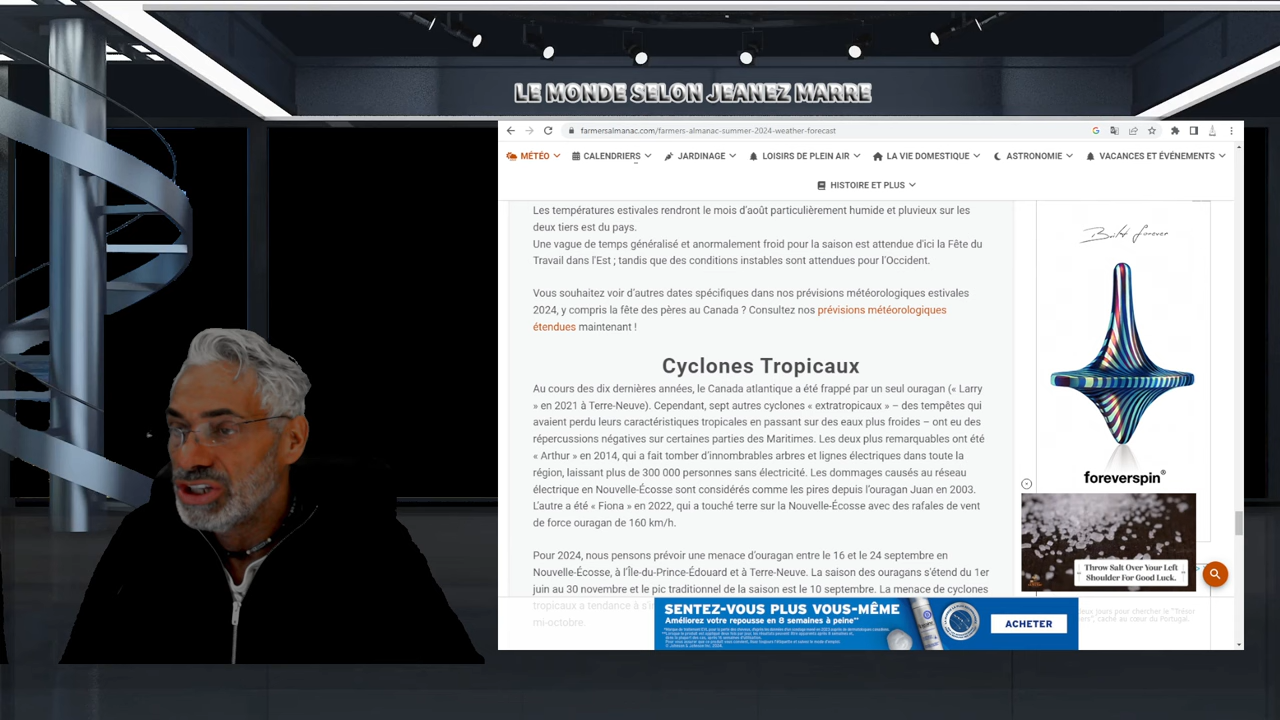 LE MONDE SELON JEANEZ MARRE
farmersalmanac.com/farmers-almanac-summer-2024-weather-forecast
MÉTÉO CALENDRIERS JARDINAGE LOISIRS DE PLEIN AIR LA VIE DOMESTIQUE ASTRONOMIE VACANCES ET ÉVÉNEMENTS
HISTOIRE ET PLUS
Les températures estivales rendront le mois d'août particulièrement humide et pluvieux sur les
deux tiers est du pays.
Une vague de temps généralisé et anormalement froid pour la saison est attendue d'ici la Fête du
Travail dans l'Est ; tandis que des conditions instables sont attendues pour l'Occident.
Vous souhaitez voir d'autres dates spécifiques dans nos prévisions météorologiques estivales
2024, y compris la fête des pères au Canada ? Consultez nos prévisions météorologiques
étendues maintenant !
Cyclones Tropicaux
Au cours des dix dernières années, le Canada atlantique a été frappé par un seul ouragan (« Larry
» en 2021 à Terre-Neuve). Cependant, sept autres cyclones « extratropicaux » – des tempêtes qui
avaient perdu leurs caractéristiques tropicales en passant sur des eaux plus froides – ont eu des
répercussions négatives sur certaines parties des Maritimes. Les deux plus remarquables ont été
« Arthur » en 2014, qui a fait tomber d'innombrables arbres et lignes électriques dans toute la
région, laissant plus de 300 000 personnes sans électricité. Les dommages causés au réseau
électrique en Nouvelle-Écosse sont considérés comme les pires depuis l'ouragan Juan en 2003.
L'autre a été « Fiona » en 2022, qui a touché terre sur la Nouvelle-Écosse avec des rafales de vent
de force ouragan de 160 km/h.
Pour 2024, nous pensons prévoir une menace d'ouragan entre le 16 et le 24 septembre en
Nouvelle-Écosse, à l'Île-du-Prince-Édouard et à Terre-Neuve. La saison des ouragans s'étend du 1er
juin au 30 novembre et le pic traditionnel de la saison est le 10 septembre. La menace de cyclones
tropicaux a tendance à s'
mi-octobre.
Built forever
foreverspin®
Throw Salt Over Your Left
Shoulder For Good Luck.
eux jours pour chercher le "Trésor
caché au coeur du Portugal.
SENTEZ-VOUS PLUS VOUS-MÊME
Améliorez votre repousse en 8 semaines à peine**
ACHETER